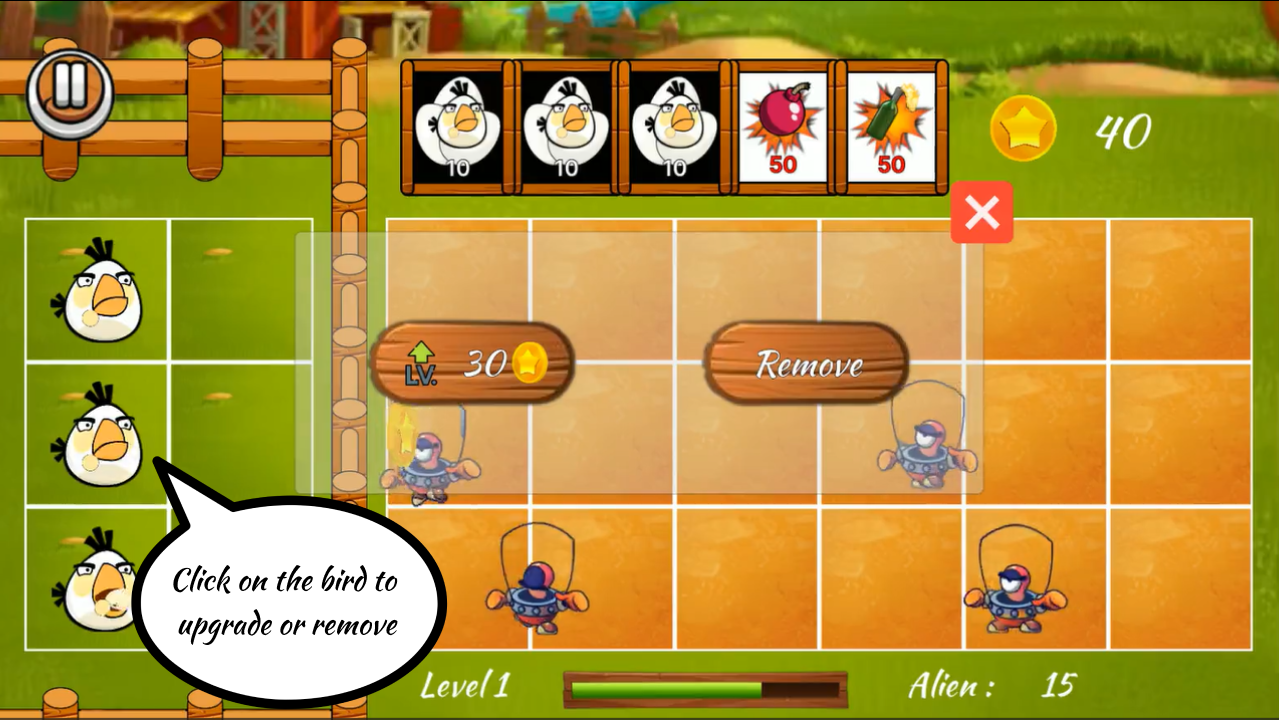 10
10
10
50
50
40
LV.
30
Remove
Click on the bird to
upgrade or remove
Level 1
Alien :
15